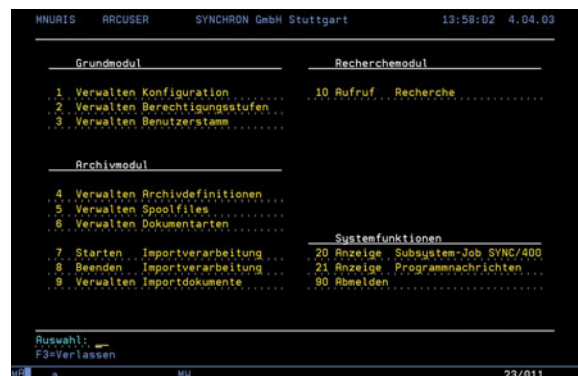 MNUAIS ARCUSER SYNCHRON GmbH Stuttgart 13:58:02 4.04.03
Grundmodul Recherchemodul
1 Verwalten Konfiguration 10 Aufruf Recherche
2 Verwalten Berechtigungsstufen
3 Verwalten Benutzerstamm
Archivmodul
4 Verwalten Archivdefinitionen
5 Verwalten Spoolfiles
6 Verwalten Dokumentarten
Systemfunktionen
7 Starten Importverarbeitung 20 Anzeige Subsystem-Job SYNC/400
8 Beenden Importverarbeitung 21 Anzeige Programmnachrichten
9 Verwalten Importdokumente 90 Abmelden
Auswahl:
F3=Verlassen
MA a MW 23/011